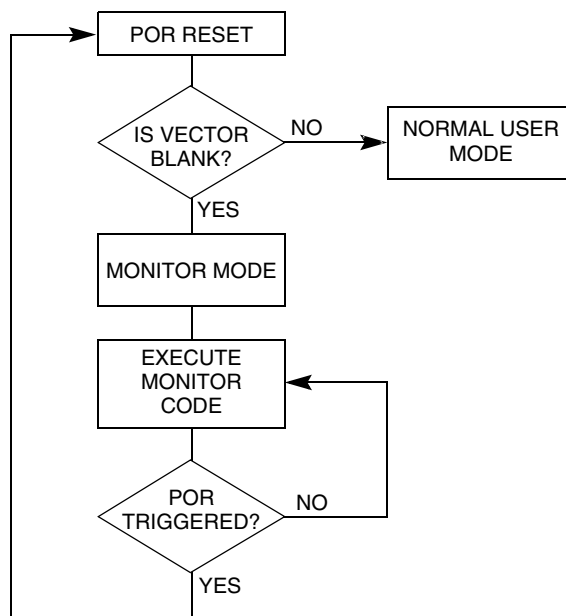 POR RESET
IS VECTOR
BLANK?
NO
NORMAL USER
MODE
YES
MONITOR MODE
EXECUTE
MONITOR
CODE
POR
TRIGGERED?
NO
YES